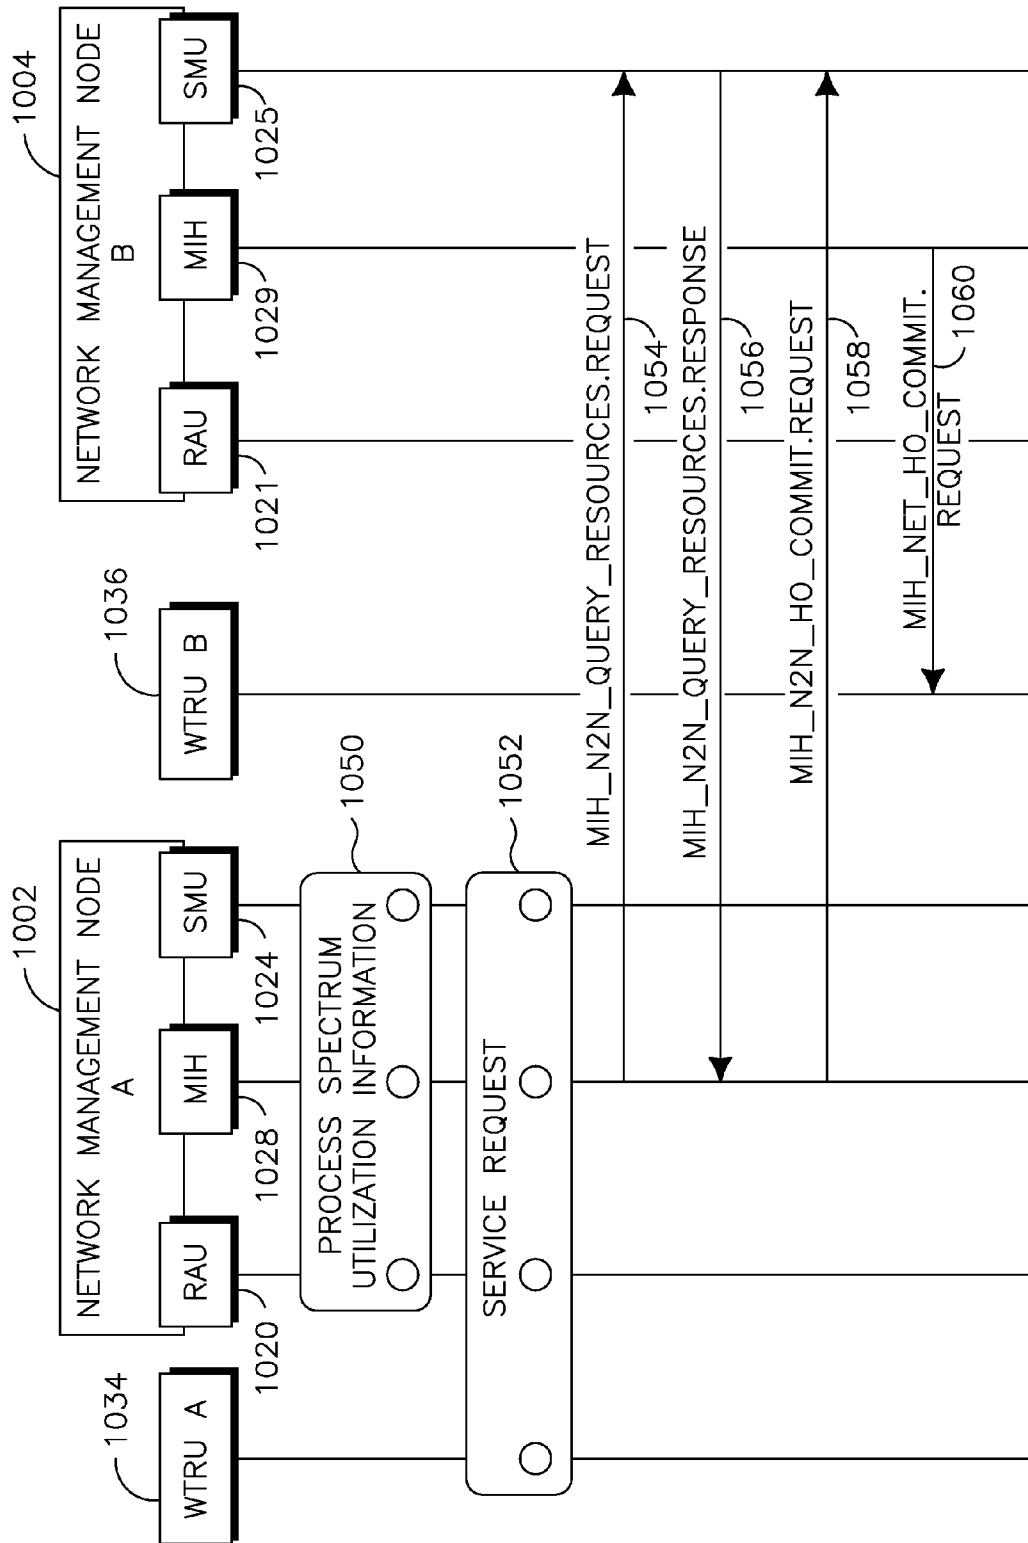 1002
1004
NETWORK MANAGEMENT NODE
A
NETWORK MANAGEMENT NODE
B
1034
1036
WTRU A
RAU
MIH
SMU
WTRU B
RAU
MIH
SMU
1020
1028
1024
1021
1029
1025
PROCESS SPECTRUM
UTILIZATION INFORMATION
1050
SERVICE REQUEST
1052
MIH_N2N_QUERY_RESOURCES.REQUEST
1054
MIH_N2N_QUERY_RESOURCES.RESPONSE
1056
MIH_N2N_HO_COMMIT.REQUEST
1058
MIH_NET_HO_COMMIT.
REQUEST
1060